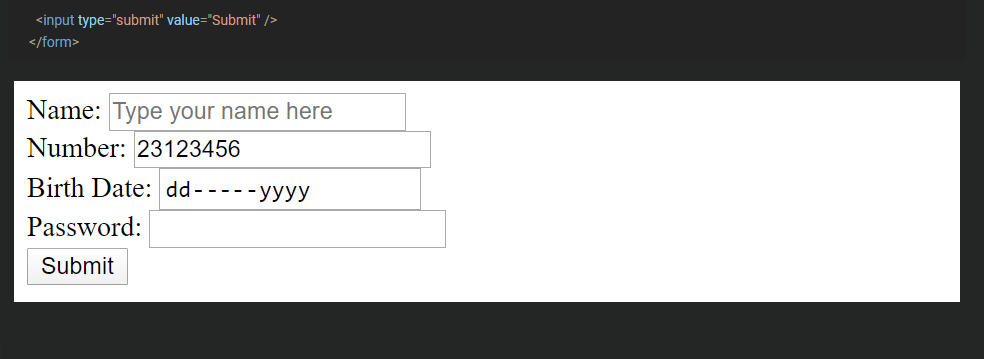 <input type="submit" value="Submit" />
</form>
Name: Type your name here
Number: 23123456
Birth Date: dd-----yyyy
Password:
Submit